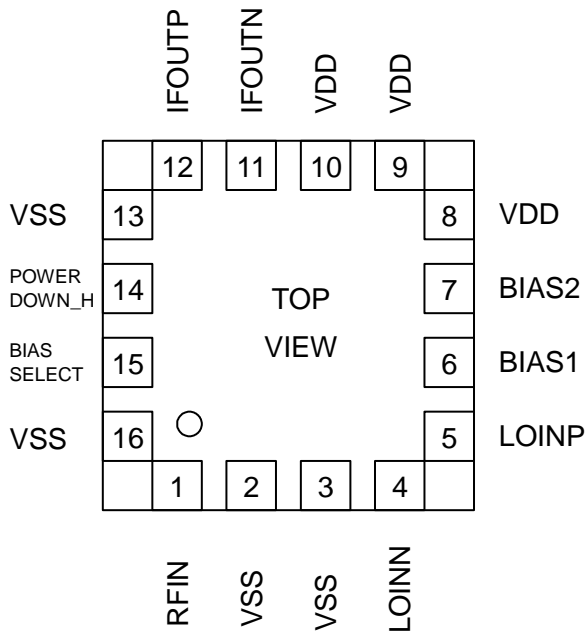 IFOUTP
IFOUTN
VDD
VDD
12
11
10
9
VSS
13
8
VDD
POWER
DOWN_H
14
7
BIAS2
TOP
VIEW
BIAS
SELECT
15
6
BIAS1
VSS
16
5
LOINP
1
2
3
4
RFIN
VSS
VSS
LOINN